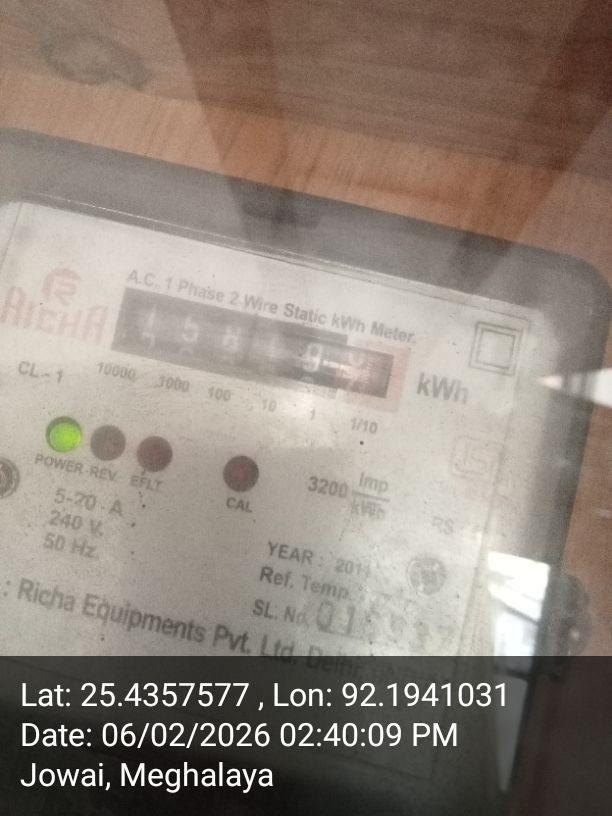 RICHA
A.C. 1 Phase 2 Wire Static kWh Meter.
kWh
CL-1
10000 1000 100 10 1 1/10
POWER REV. EFLT
CAL
3200 Imp
kWh
5-20 A
240 V.
50 Hz.
RS
YEAR :
Ref. Temp.
SL. No.
: Richa Equipments Pvt. Ltd. Delhi
Lat: 25.4357577 , Lon: 92.1941031
Date: 06/02/2026 02:40:09 PM
Jowai, Meghalaya